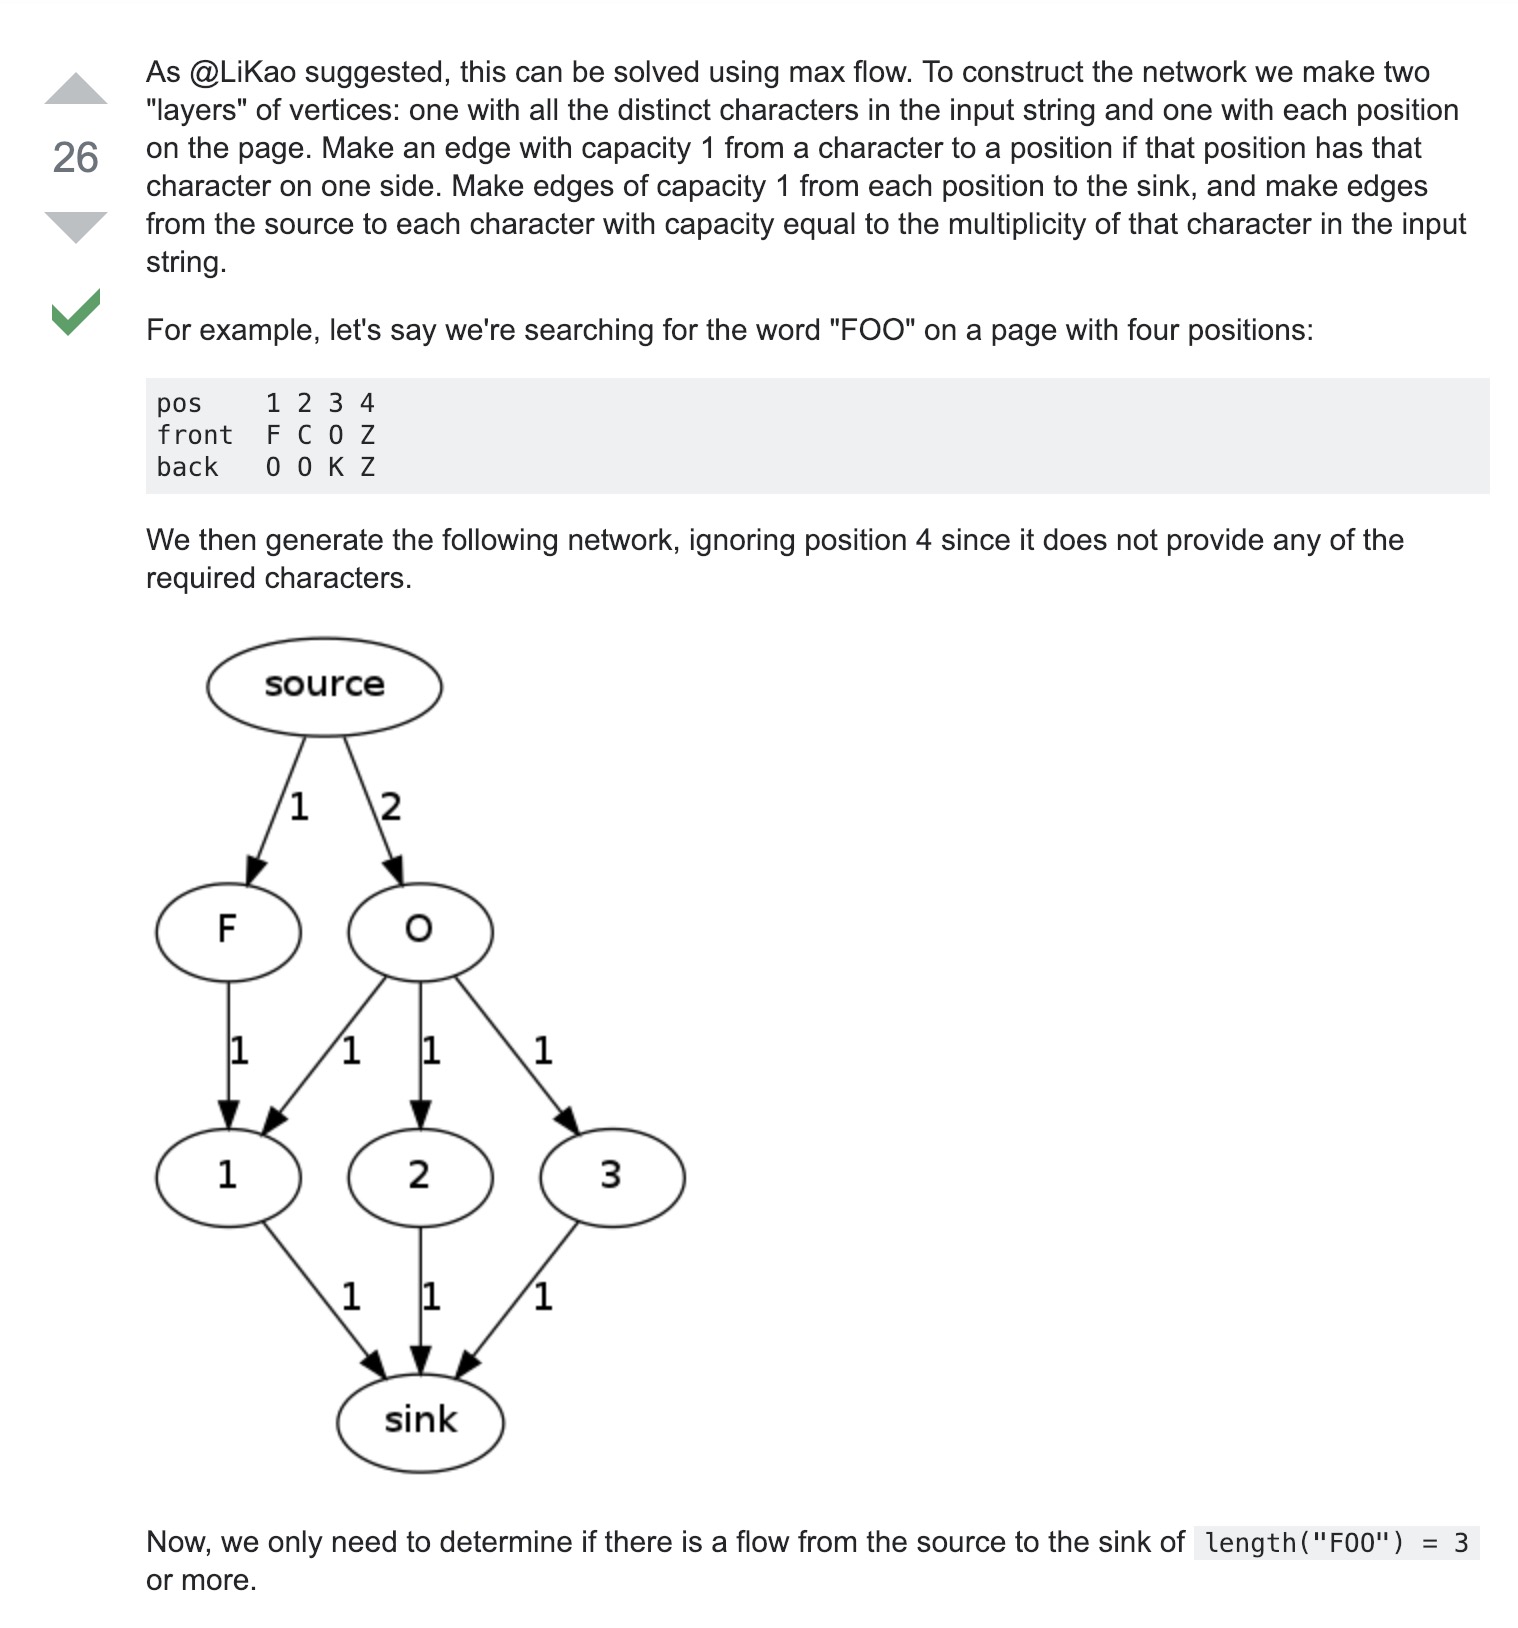 As @LiKao suggested, this can be solved using max flow. To construct the network we make two
"layers" of vertices: one with all the distinct characters in the input string and one with each position
26
on the page. Make an edge with capacity 1 from a character to a position if that position has that
character on one side. Make edges of capacity 1 from each position to the sink, and make edges
from the source to each character with capacity equal to the multiplicity of that character in the input
string.
For example, let's say we're searching for the word "FOO" on a page with four positions:
pos 1 2 3 4
front F C O Z
back O O K Z
We then generate the following network, ignoring position 4 since it does not provide any of the
required characters.
source
1 2
F O
1 1 1 1
1 2 3
1 1 1
sink
Now, we only need to determine if there is a flow from the source to the sink of length("FOO") = 3
or more.